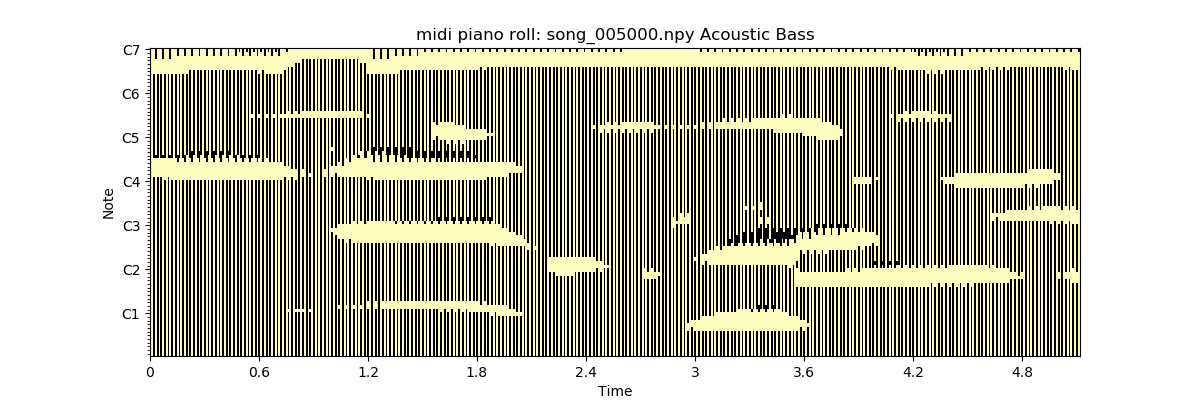 midi piano roll: song_005000.npy Acoustic Bass
C7
C6
C5
C4
C3
C2
C1
Note
0 0.6 1.2 1.8 2.4 3 3.6 4.2 4.8
Time